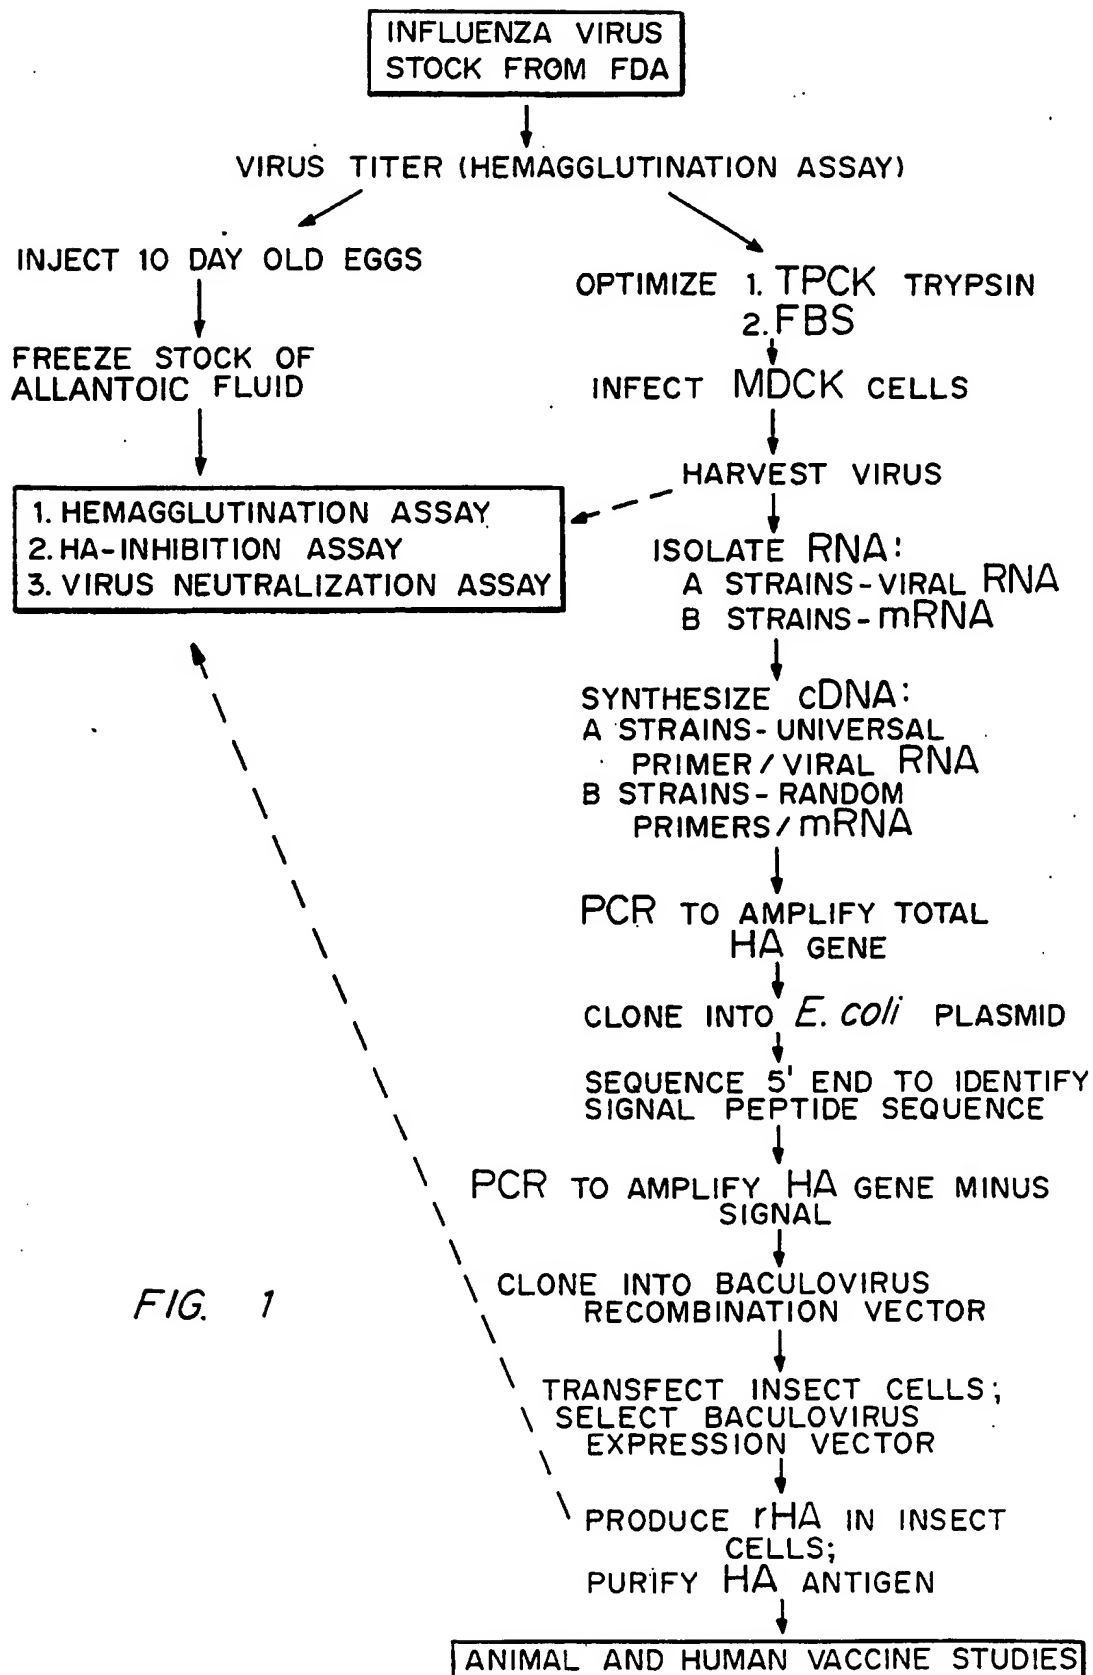 INFLUENZA VIRUS
STOCK FROM FDA
VIRUS TITER (HEMAGGLUTINATION ASSAY)
INJECT 10 DAY OLD EGGS
FREEZE STOCK OF
ALLANTOIC FLUID
1. HEMAGGLUTINATION ASSAY
2. HA-INHIBITION ASSAY
3. VIRUS NEUTRALIZATION ASSAY
OPTIMIZE 1. TPCK TRYPSIN
2. FBS
INFECT MDCK CELLS
HARVEST VIRUS
ISOLATE RNA:
A STRAINS-VIRAL RNA
B STRAINS-mRNA
SYNTHESIZE cDNA:
A STRAINS-UNIVERSAL
PRIMER/VIRAL RNA
B STRAINS-RANDOM
PRIMERS/mRNA
PCR TO AMPLIFY TOTAL
HA GENE
CLONE INTO E. coli PLASMID
SEQUENCE 5' END TO IDENTIFY
SIGNAL PEPTIDE SEQUENCE
PCR TO AMPLIFY HA GENE MINUS
SIGNAL
CLONE INTO BACULOVIRUS
RECOMBINATION VECTOR
TRANSFECT INSECT CELLS;
SELECT BACULOVIRUS
EXPRESSION VECTOR
PRODUCE rHA IN INSECT
CELLS;
PURIFY HA ANTIGEN
ANIMAL AND HUMAN VACCINE STUDIES
FIG. 1